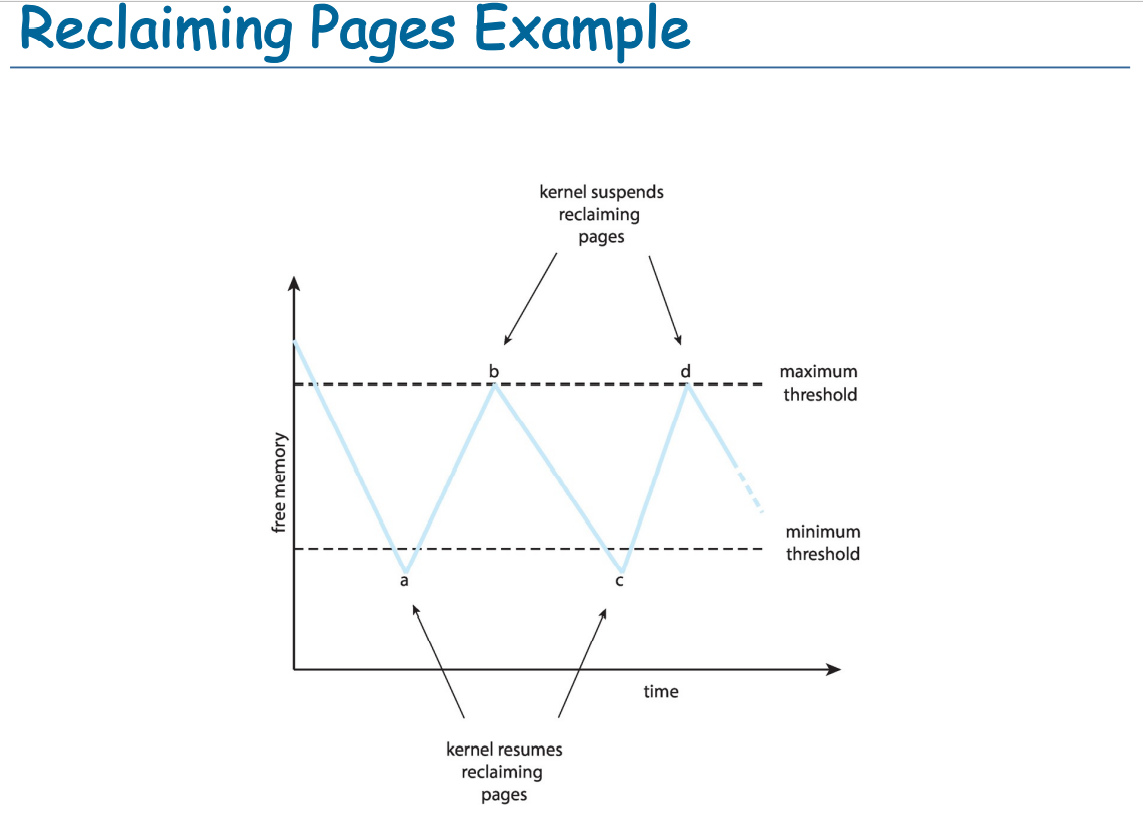 Reclaiming Pages Example
kernel suspends
reclaiming
pages
b
d
maximum
threshold
free memory
minimum
threshold
a
c
time
kernel resumes
reclaiming
pages